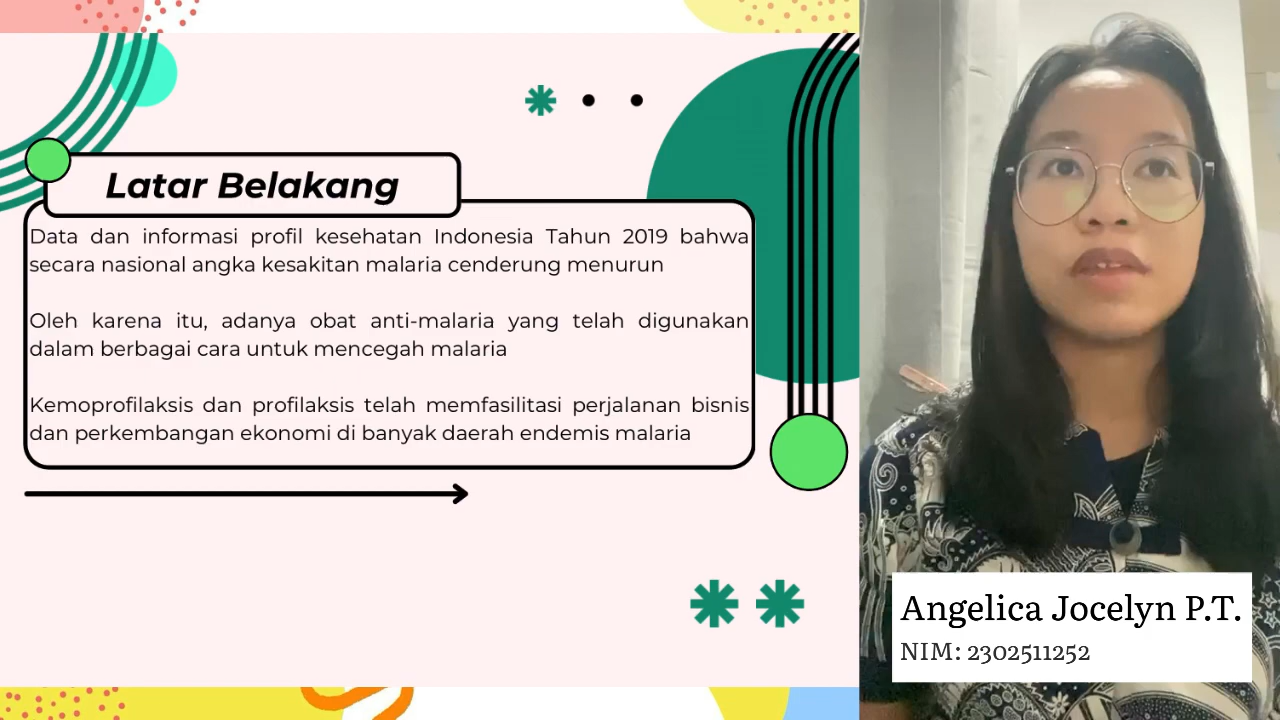 Latar Belakang
Data dan informasi profil kesehatan Indonesia Tahun 2019 bahwa
secara nasional angka kesakitan malaria cenderung menurun
Oleh karena itu, adanya obat anti-malaria yang telah digunakan
dalam berbagai cara untuk mencegah malaria
Kemoprofilaksis dan profilaksis telah memfasilitasi perjalanan bisnis
dan perkembangan ekonomi di banyak daerah endemis malaria
Angelica Jocelyn P.T.
NIM: 2302511252